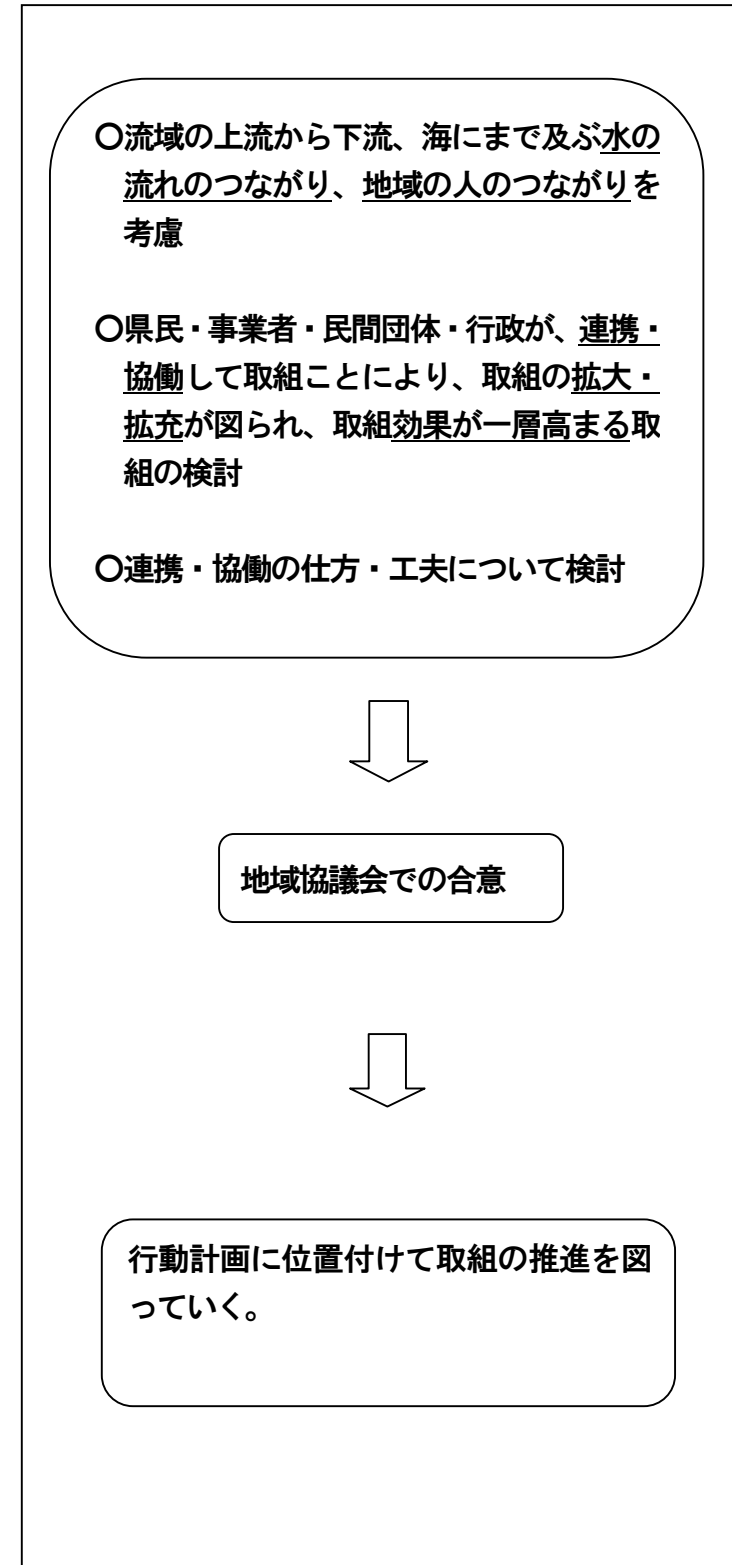 〇流域の上流から下流、海にまで及ぶ水の
流れのつながり、地域の人のつながりを
考慮
〇県民・事業者・民間団体・行政が、連携・
協働して取組ことにより、取組の拡大・
拡充が図られ、取組効果が一層高まる取
組の検討
〇連携・協働の仕方・工夫について検討
地域協議会での合意
行動計画に位置付けて取組の推進を図
っていく。